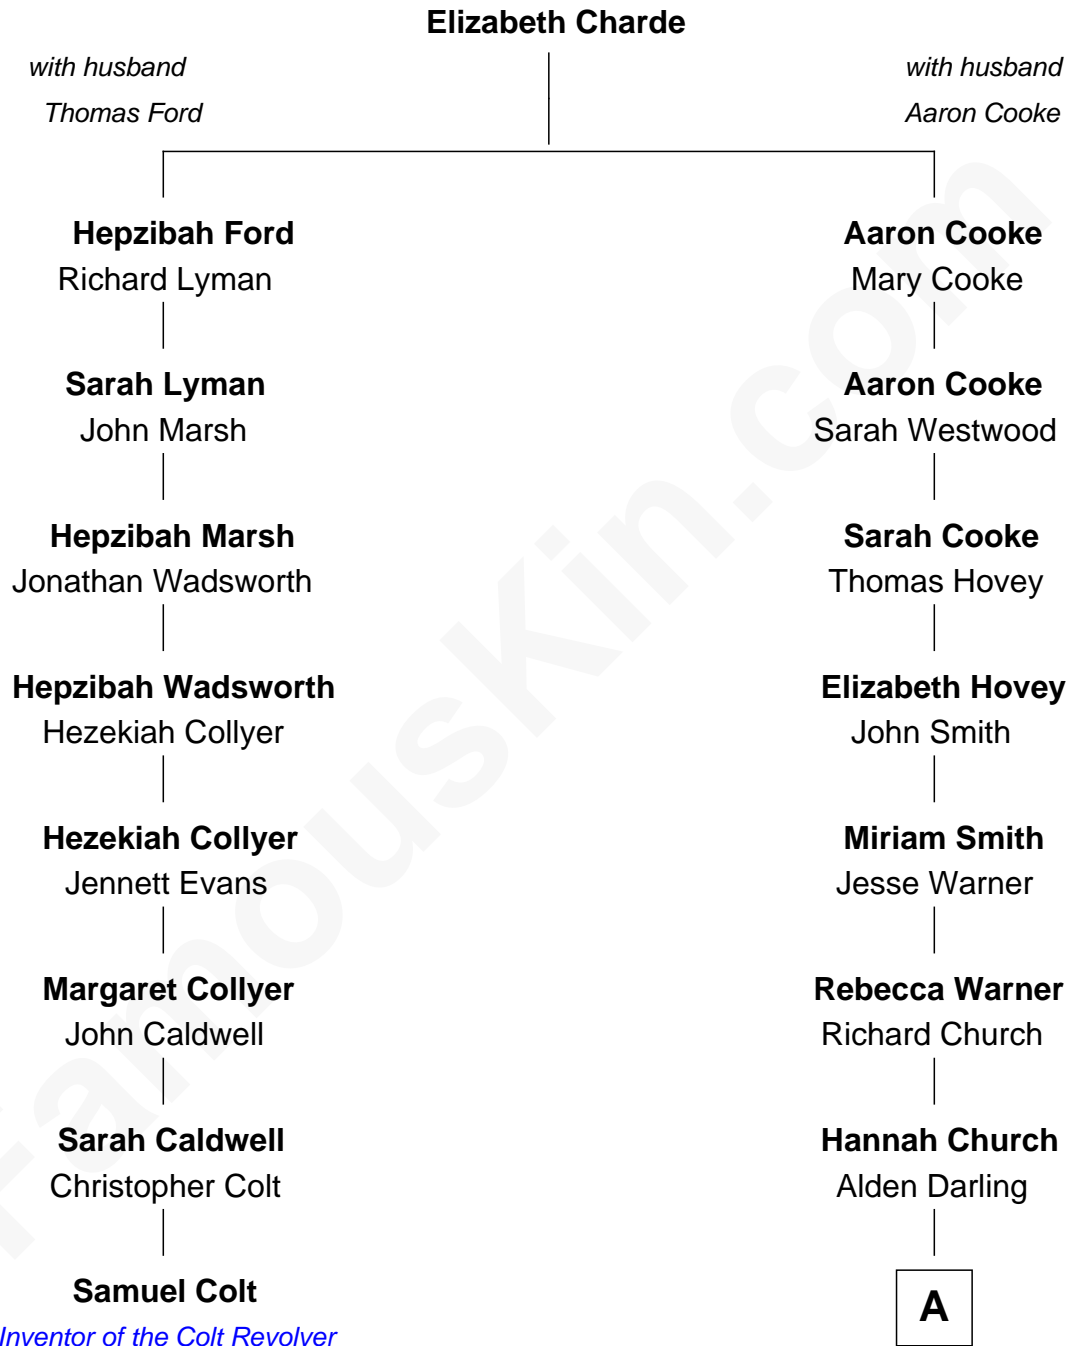 Elizabeth Charde
with husband
Thomas Ford
with husband
Aaron Cooke
Hepzibah Ford
Richard Lyman
Sarah Lyman
John Marsh
Hepzibah Marsh
Jonathan Wadsworth
Hepzibah Wadsworth
Hezekiah Collyer
Hezekiah Collyer
Jennett Evans
Margaret Collyer
John Caldwell
Sarah Caldwell
Christopher Colt
Samuel Colt
Inventor of the Colt Revolver
Aaron Cooke
Mary Cooke
Aaron Cooke
Sarah Westwood
Sarah Cooke
Thomas Hovey
Elizabeth Hovey
John Smith
Miriam Smith
Jesse Warner
Rebecca Warner
Richard Church
Hannah Church
Alden Darling
A
FamousKin.com